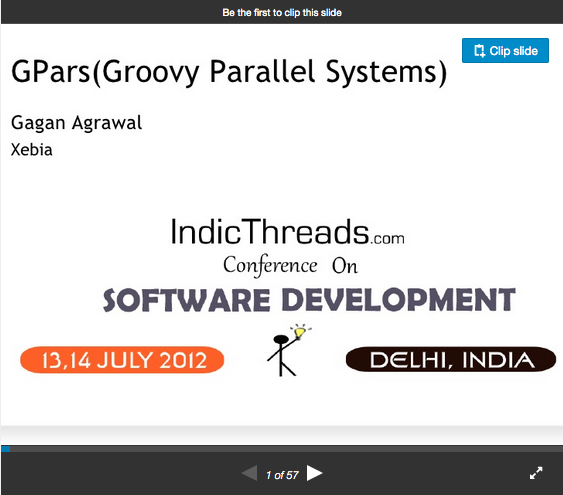 Be the first to clip this slide
Clip slide
GPars(Groovy Parallel Systems)
Gagan Agrawal
Xebia
IndicThreads.com
Conference On
SOFTWARE DEVELOPMENT
13,14 JULY 2012
DELHI, INDIA
1 of 57